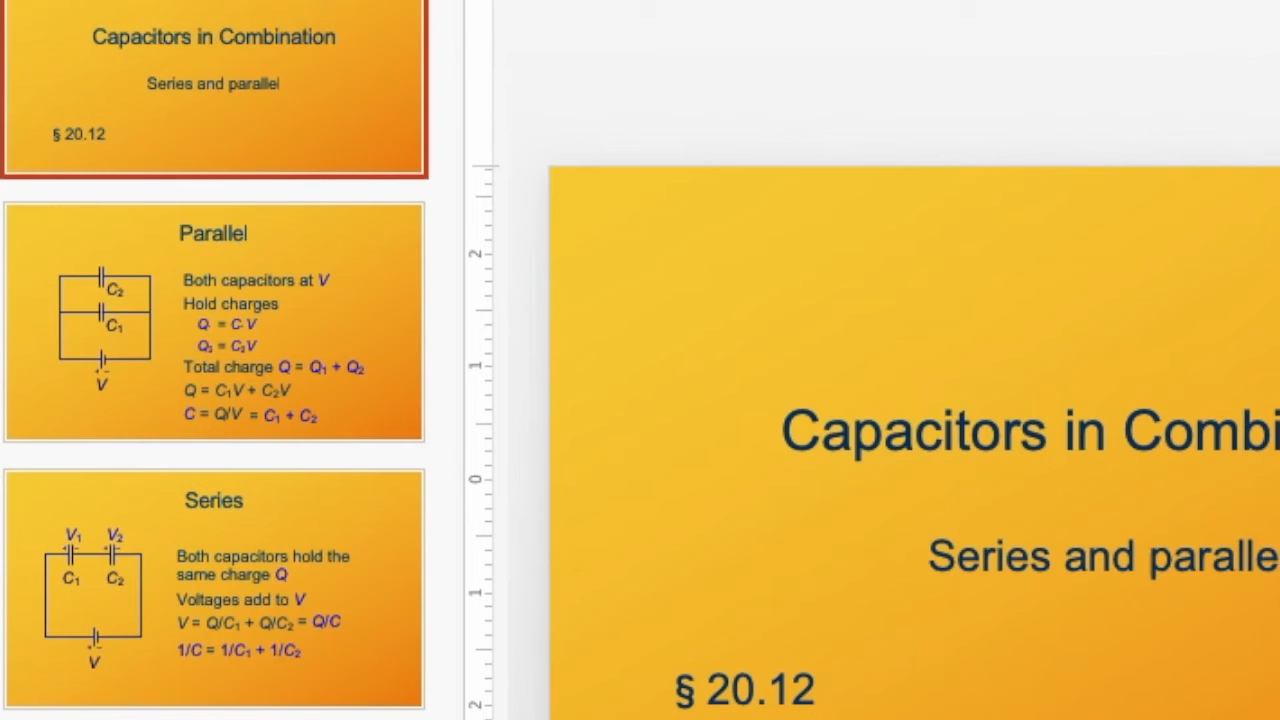 Capacitors in Combination
Series and parallel
§ 20.12
Parallel
C₂
C₁
V
Both capacitors at V
Hold charges
Q₂ = C₂V
Total charge Q = Q₁ + Q₂
Q = C₁V + C₂V
C = Q/V = C₁ + C₂
Series
V₁ V₂
C₁ C₂
V
Both capacitors hold the
same charge Q
Voltages add to V
V = Q/C₁ + Q/C₂ = Q/C
1/C = 1/C₁ + 1/C₂
2
1
0
1
2
Capacitors in Combi
Series and paralle
§ 20.12